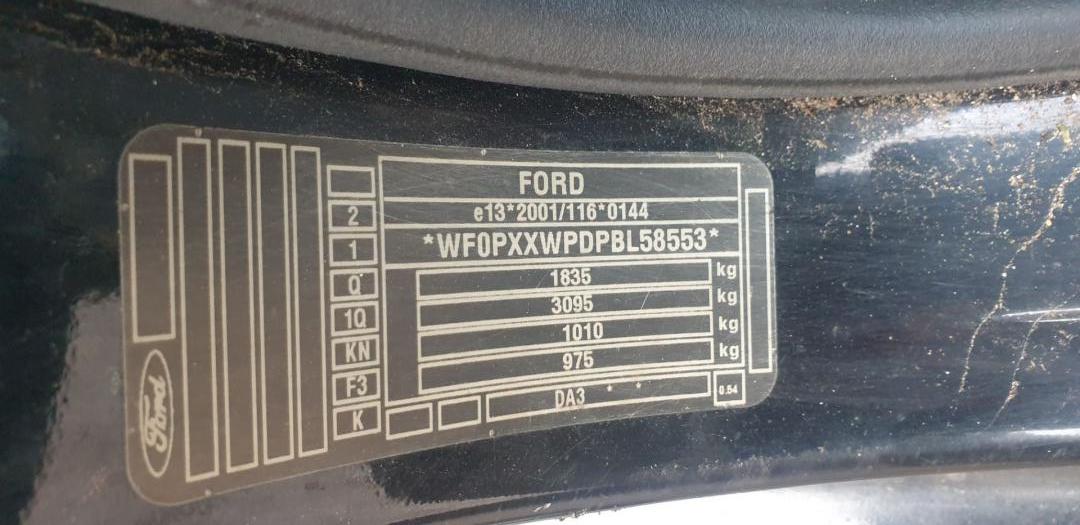 FORD
2 e13*2001/116*0144
1 *WF0PXXWPDPBL58553*
Q 1835 kg
1Q 3095 kg
KN 1010 kg
F3 975 kg
K DA3 * * 0.54
Ford